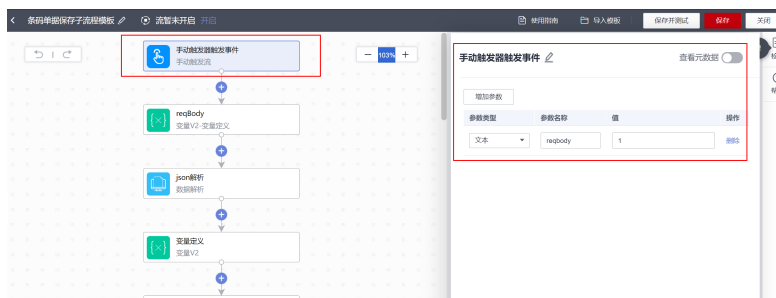 条码单据保存子流程模板 流暂未开启 开启 使用指南 导入模板 保存并测试 保存 关闭
手动触发器触发事件
手动触发流
103%
reqBody
变量V2-变量定义
json解析
数据解析
变量定义
变量V2
手动触发器触发事件 查看元数据
增加参数
参数类型 参数名称 值 操作
文本 reqbody 1 删除